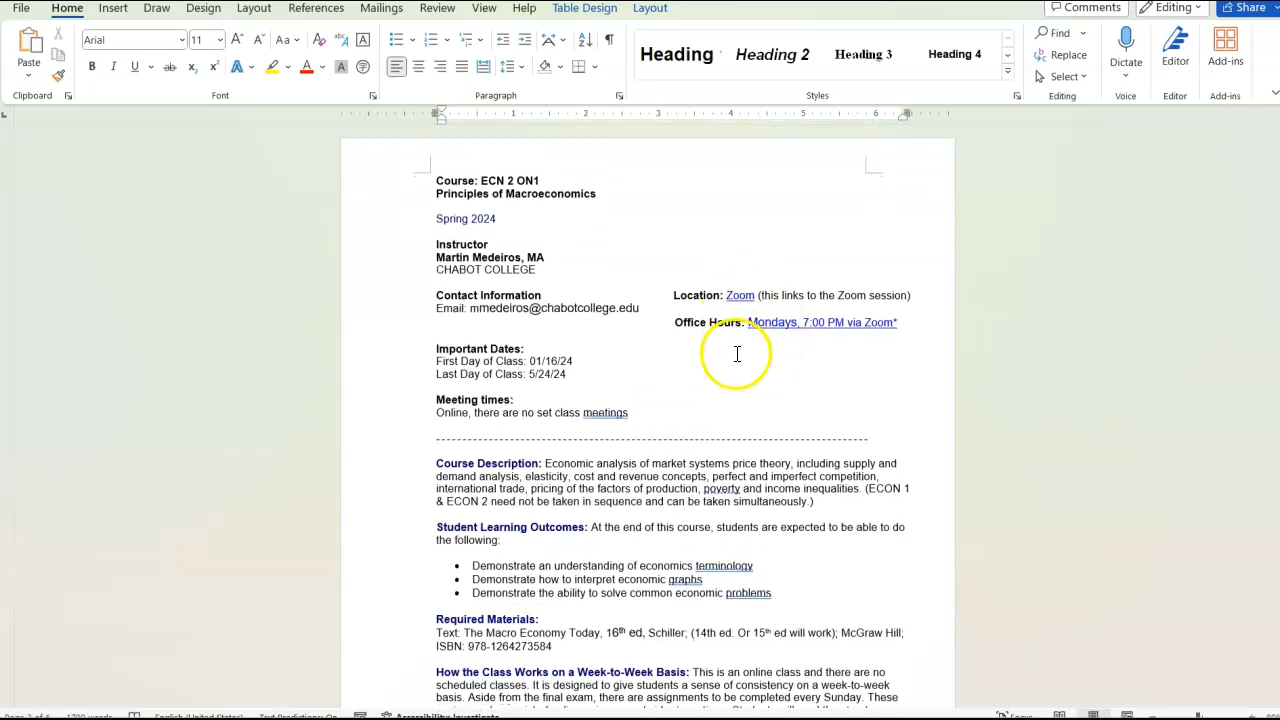 File Home Insert Draw Design Layout References Mailings Review View Help Table Design Layout Comments Editing Share
Paste
Arial 11 Aa
Heading Heading 2 Heading 3 Heading 4
Find
Replace
Select
Dictate Editor Add-ins
Clipboard Font Paragraph Styles Editing Voice Editor Add-ins
1 2 3 4 5 6
Course: ECN 2 ON1
Principles of Macroeconomics
Spring 2024
Instructor
Martin Medeiros, MA
CHABOT COLLEGE
Contact Information
Email: mmedeiros@chabotcollege.edu
Location: Zoom (this links to the Zoom session)
Office Hours: Mondays, 7:00 PM via Zoom*
Important Dates:
First Day of Class: 01/16/24
Last Day of Class: 5/24/24
Meeting times:
Online, there are no set class meetings
Course Description: Economic analysis of market systems price theory, including supply and
demand analysis, elasticity, cost and revenue concepts, perfect and imperfect competition,
international trade, pricing of the factors of production, poverty and income inequalities. (ECON 1
& ECON 2 need not be taken in sequence and can be taken simultaneously.)
Student Learning Outcomes: At the end of this course, students are expected to be able to do
the following:
• Demonstrate an understanding of economics terminology
• Demonstrate how to interpret economic graphs
• Demonstrate the ability to solve common economic problems
Required Materials:
Text: The Macro Economy Today, 16th ed, Schiller; (14th ed. Or 15th ed will work); McGraw Hill;
ISBN: 978-1264273584
How the Class Works on a Week-to-Week Basis: This is an online class and there are no
scheduled classes. It is designed to give students a sense of consistency on a week-to-week
basis. Aside from the final exam, there are assignments to be completed every Sunday. These